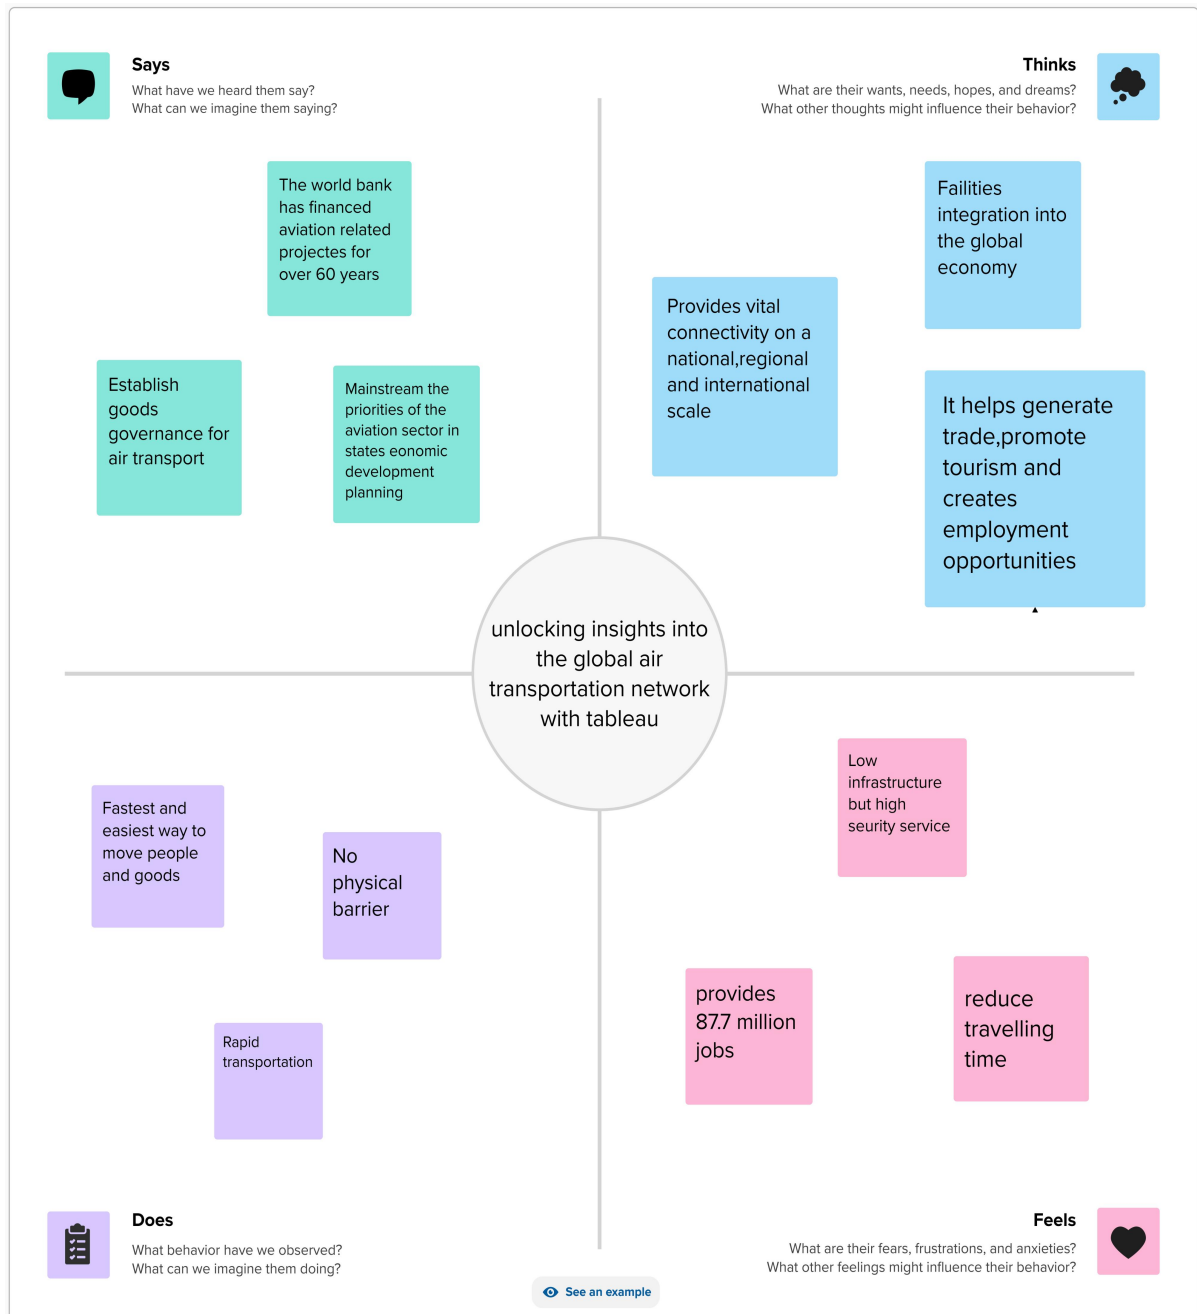 Says
What have we heard them say?
What can we imagine them saying?
Thinks
What are their wants, needs, hopes, and dreams?
What other thoughts might influence their behavior?
The world bank
has financed
aviation related
projectes for
over 60 years
Establish
goods
governance for
air transport
Mainstream the
priorities of the
aviation sector in
states eonomic
development
planning
Failities
integration into
the global
economy
Provides vital
connectivity on a
national,regional
and international
scale
It helps generate
trade,promote
tourism and
creates
employment
opportunities
unlocking insights into
the global air
transportation network
with tableau
Fastest and
easiest way to
move people
and goods
No
physical
barrier
Rapid
transportation
Low
infrastructure
but high
seurity service
provides
87.7 million
jobs
reduce
travelling
time
Does
What behavior have we observed?
What can we imagine them doing?
Feels
What are their fears, frustrations, and anxieties?
What other feelings might influence their behavior?
See an example